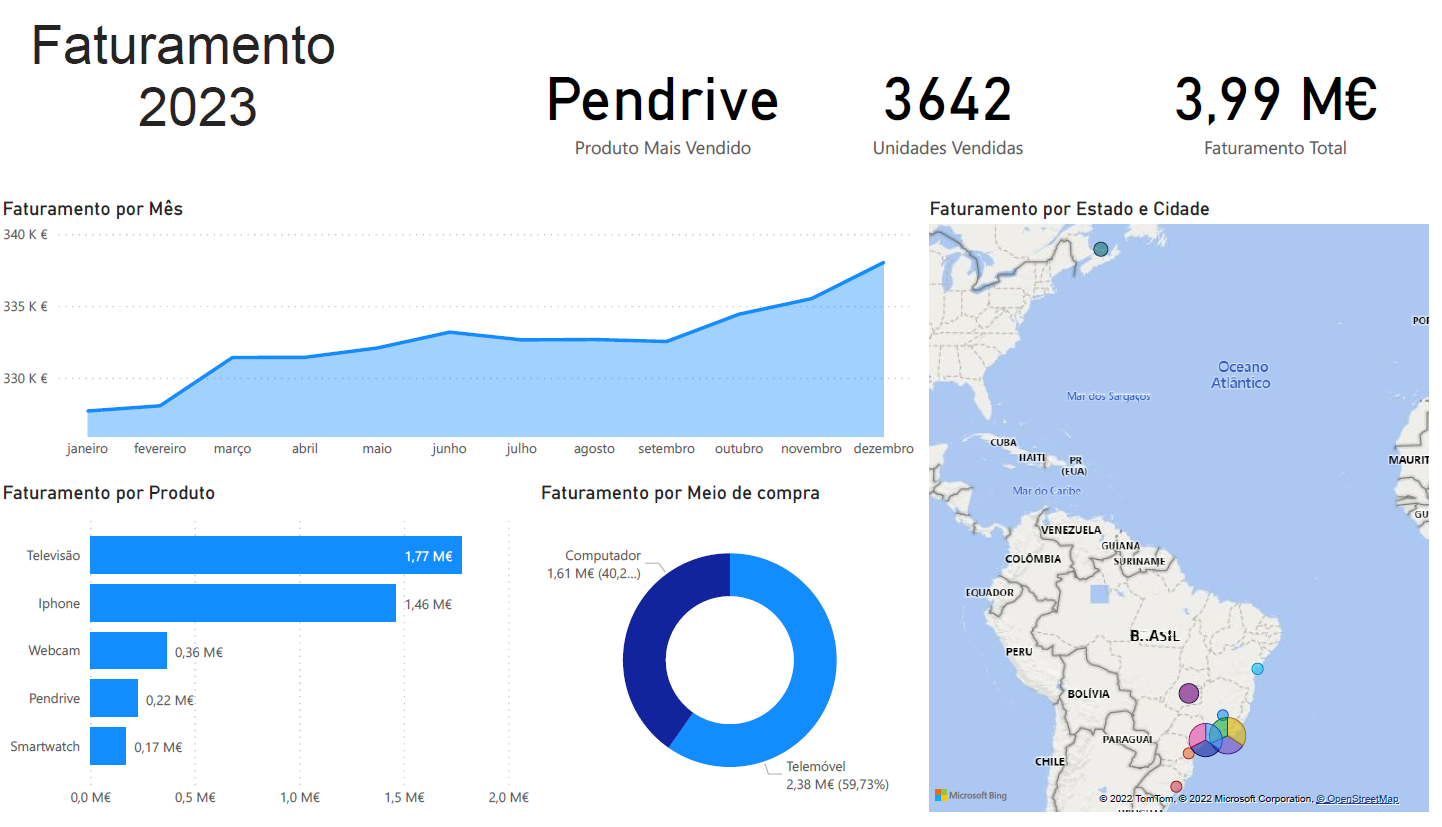 Faturamento
2023
Pendrive
Produto Mais Vendido
3642
Unidades Vendidas
3,99 M€
Faturamento Total
Faturamento por Mês
340 K €
335 K €
330 K €
janeiro fevereiro março abril maio junho julho agosto setembro outubro novembro dezembro
Faturamento por Produto
Televisão 1,77 M€
Iphone 1,46 M€
Webcam 0,36 M€
Pendrive 0,22 M€
Smartwatch 0,17 M€
0,0 M€ 0,5 M€ 1,0 M€ 1,5 M€ 2,0 M€
Faturamento por Meio de compra
Computador
1,61 M€ (40,2...)
Telemóvel
2,38 M€ (59,73%)
Faturamento por Estado e Cidade
POR
Oceano
Atlântico
Mar dos Sargaços
CUBA
HAITI
PR
(EUA)
MAURIT
Mar do Caribe
GU
VENEZUELA
GUIANA
COLÔMBIA
SURINAME
EQUADOR
B..ASIL
PERU
BOLÍVIA
PARAGUAI
CHILE
Microsoft Bing
© 2022 TomTom, © 2022 Microsoft Corporation, © OpenStreetMap